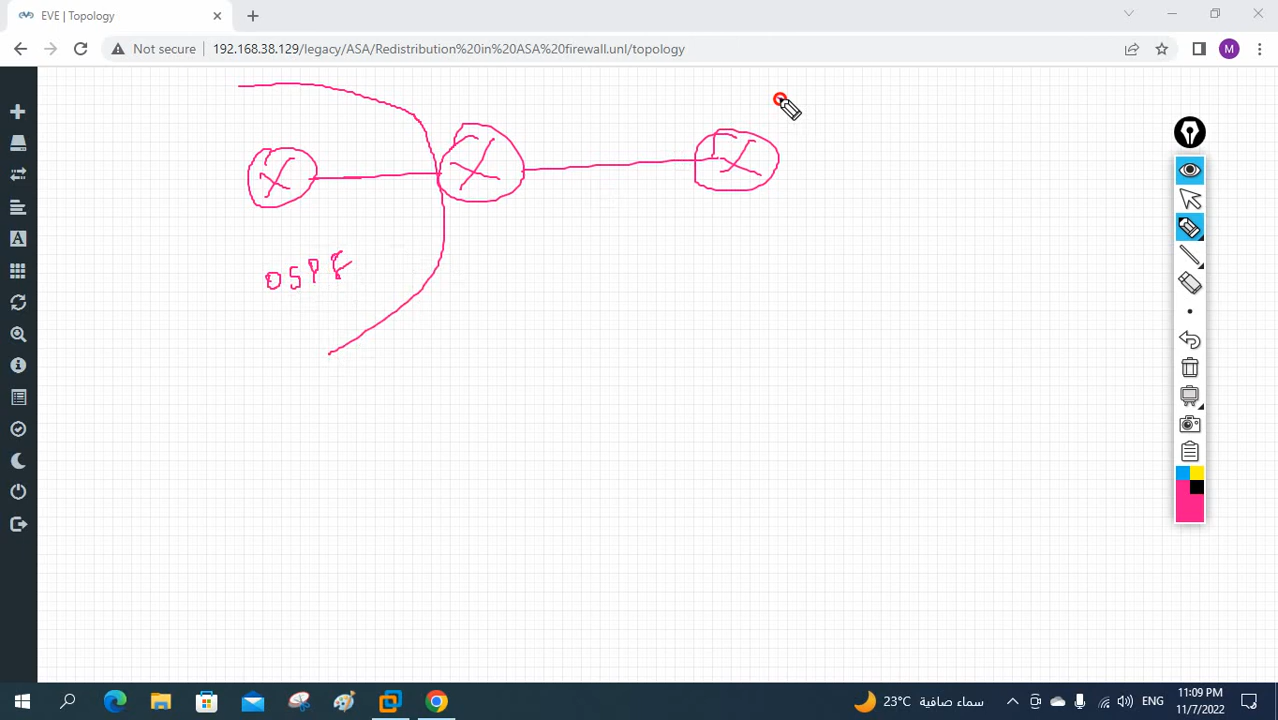 EVE | Topology
Not secure 192.168.38.129/legacy/ASA/Redistribution%20in%20ASA%20firewall.unl/topology
M
OSPF
A
23°C سماء صافية
ENG
11:09 PM
11/7/2022